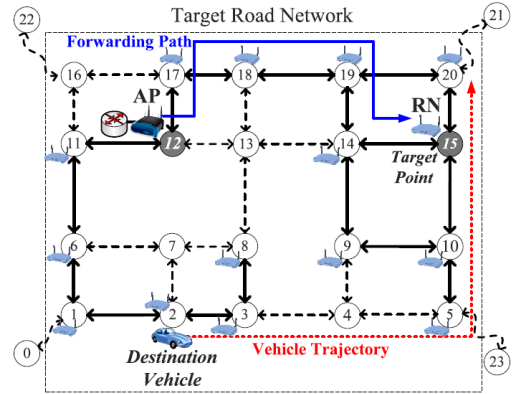 Target Road Network
22
21
Forwarding Path
16
17
18
19
20
AP
RN
11
12
13
14
15
Target
Point
6
7
8
9
10
1
2
3
4
5
0
Destination
Vehicle
Vehicle Trajectory
23